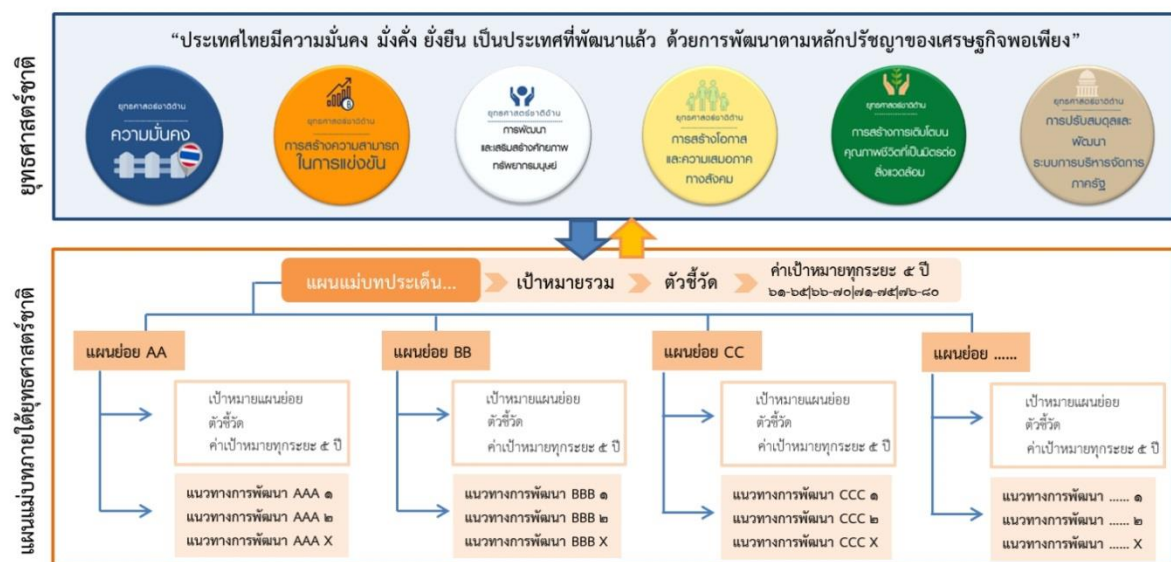 ยุทธศาสตร์ชาติ
“ประเทศไทยมีความมั่นคง มั่งคั่ง ยั่งยืน เป็นประเทศที่พัฒนาแล้ว ด้วยการพัฒนาตามหลักปรัชญาของเศรษฐกิจพอเพียง”
ยุทธศาสตร์ชาติด้าน
ความมั่นคง
ยุทธศาสตร์ชาติด้าน
การสร้างความสามารถ
ในการแข่งขัน
ยุทธศาสตร์ชาติด้าน
การพัฒนา
และเสริมสร้างศักยภาพ
ทรัพยากรมนุษย์
ยุทธศาสตร์ชาติด้าน
การสร้างโอกาส
และความเสมอภาค
ทางสังคม
ยุทธศาสตร์ชาติด้าน
การสร้างการเติบโตบน
คุณภาพชีวิตที่เป็นมิตรต่อ
สิ่งแวดล้อม
ยุทธศาสตร์ชาติด้าน
การปรับสมดุลและ
พัฒนา
ระบบการบริหารจัดการ
ภาครัฐ
แผนแม่บทภายใต้ยุทธศาสตร์ชาติ
แผนแม่บทประเด็น...
เป้าหมายรวม
ตัวชี้วัด
ค่าเป้าหมายทุกระยะ ๕ ปี
๖๑-๖๕|๖๖-๗๐|๗๑-๗๕|๗๖-๘๐
แผนย่อย AA
เป้าหมายแผนย่อย
ตัวชี้วัด
ค่าเป้าหมายทุกระยะ ๕ ปี
แนวทางการพัฒนา AAA ๑
แนวทางการพัฒนา AAA ๒
แนวทางการพัฒนา AAA X
แผนย่อย BB
เป้าหมายแผนย่อย
ตัวชี้วัด
ค่าเป้าหมายทุกระยะ ๕ ปี
แนวทางการพัฒนา BBB ๑
แนวทางการพัฒนา BBB ๒
แนวทางการพัฒนา BBB X
แผนย่อย CC
เป้าหมายแผนย่อย
ตัวชี้วัด
ค่าเป้าหมายทุกระยะ ๕ ปี
แนวทางการพัฒนา CCC ๑
แนวทางการพัฒนา CCC ๒
แนวทางการพัฒนา CCC X
แผนย่อย ......
เป้าหมายแผนย่อย
ตัวชี้วัด
ค่าเป้าหมายทุกระยะ ๕ ปี
แนวทางการพัฒนา ...... ๑
แนวทางการพัฒนา ...... ๒
แนวทางการพัฒนา ...... X